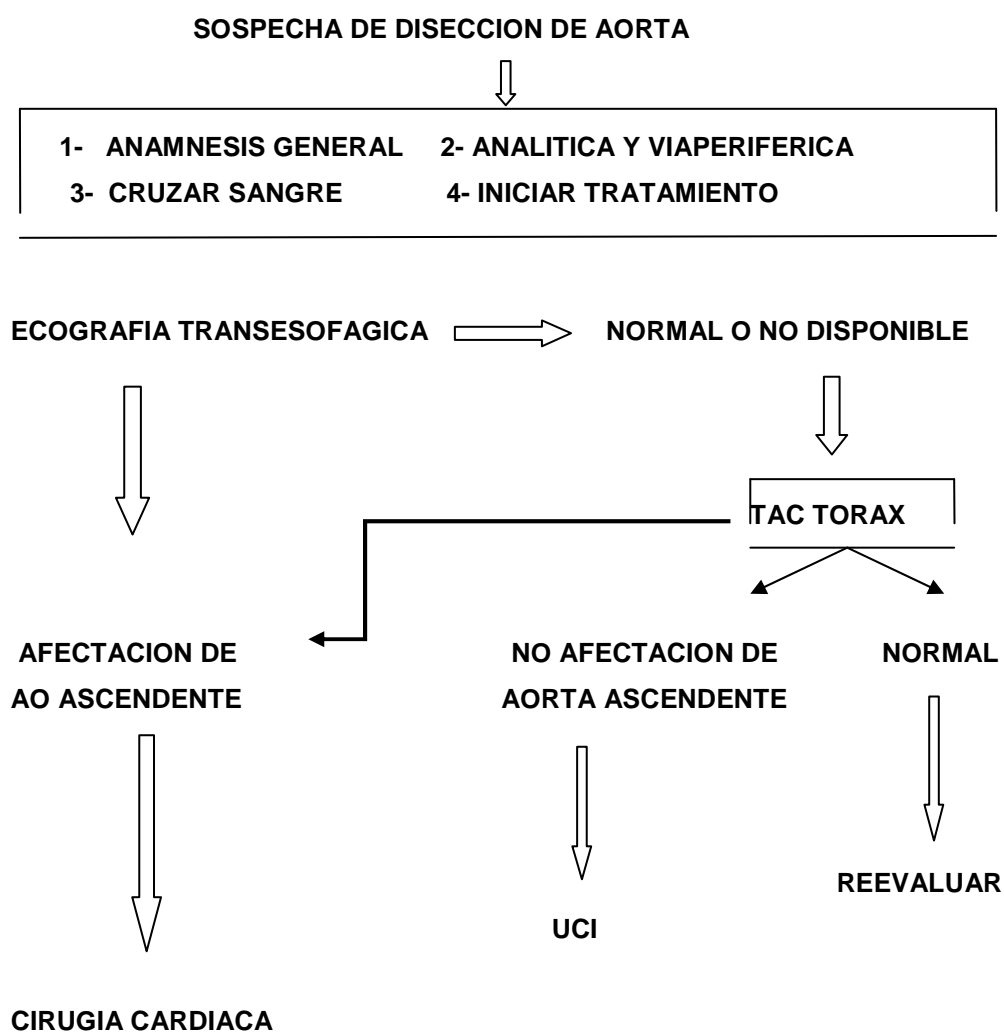 SOSPECHA DE DISECCION DE AORTA
1- ANAMNESIS GENERAL 2- ANALITICA Y VIAPERIFERICA
3- CRUZAR SANGRE 4- INICIAR TRATAMIENTO
ECOGRAFIA TRANSESOFAGICA NORMAL O NO DISPONIBLE
TAC TORAX
AFECTACION DE
AO ASCENDENTE
NO AFECTACION DE
AORTA ASCENDENTE
NORMAL
REEVALUAR
UCI
CIRUGIA CARDIACA